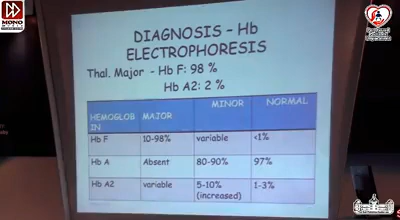 MONO
DIAGNOSIS – Hb
ELECTROPHORESIS
Thal. Major - Hb F: 98 %
Hb A2: 2 %
HEMOGLOB
IN
MAJOR
MINOR
NORMAL
Hb F
10-98%
variable
<1%
Hb A
Absent
80-90%
97%
Hb A2
variable
5-10%
(increased)
1-3%